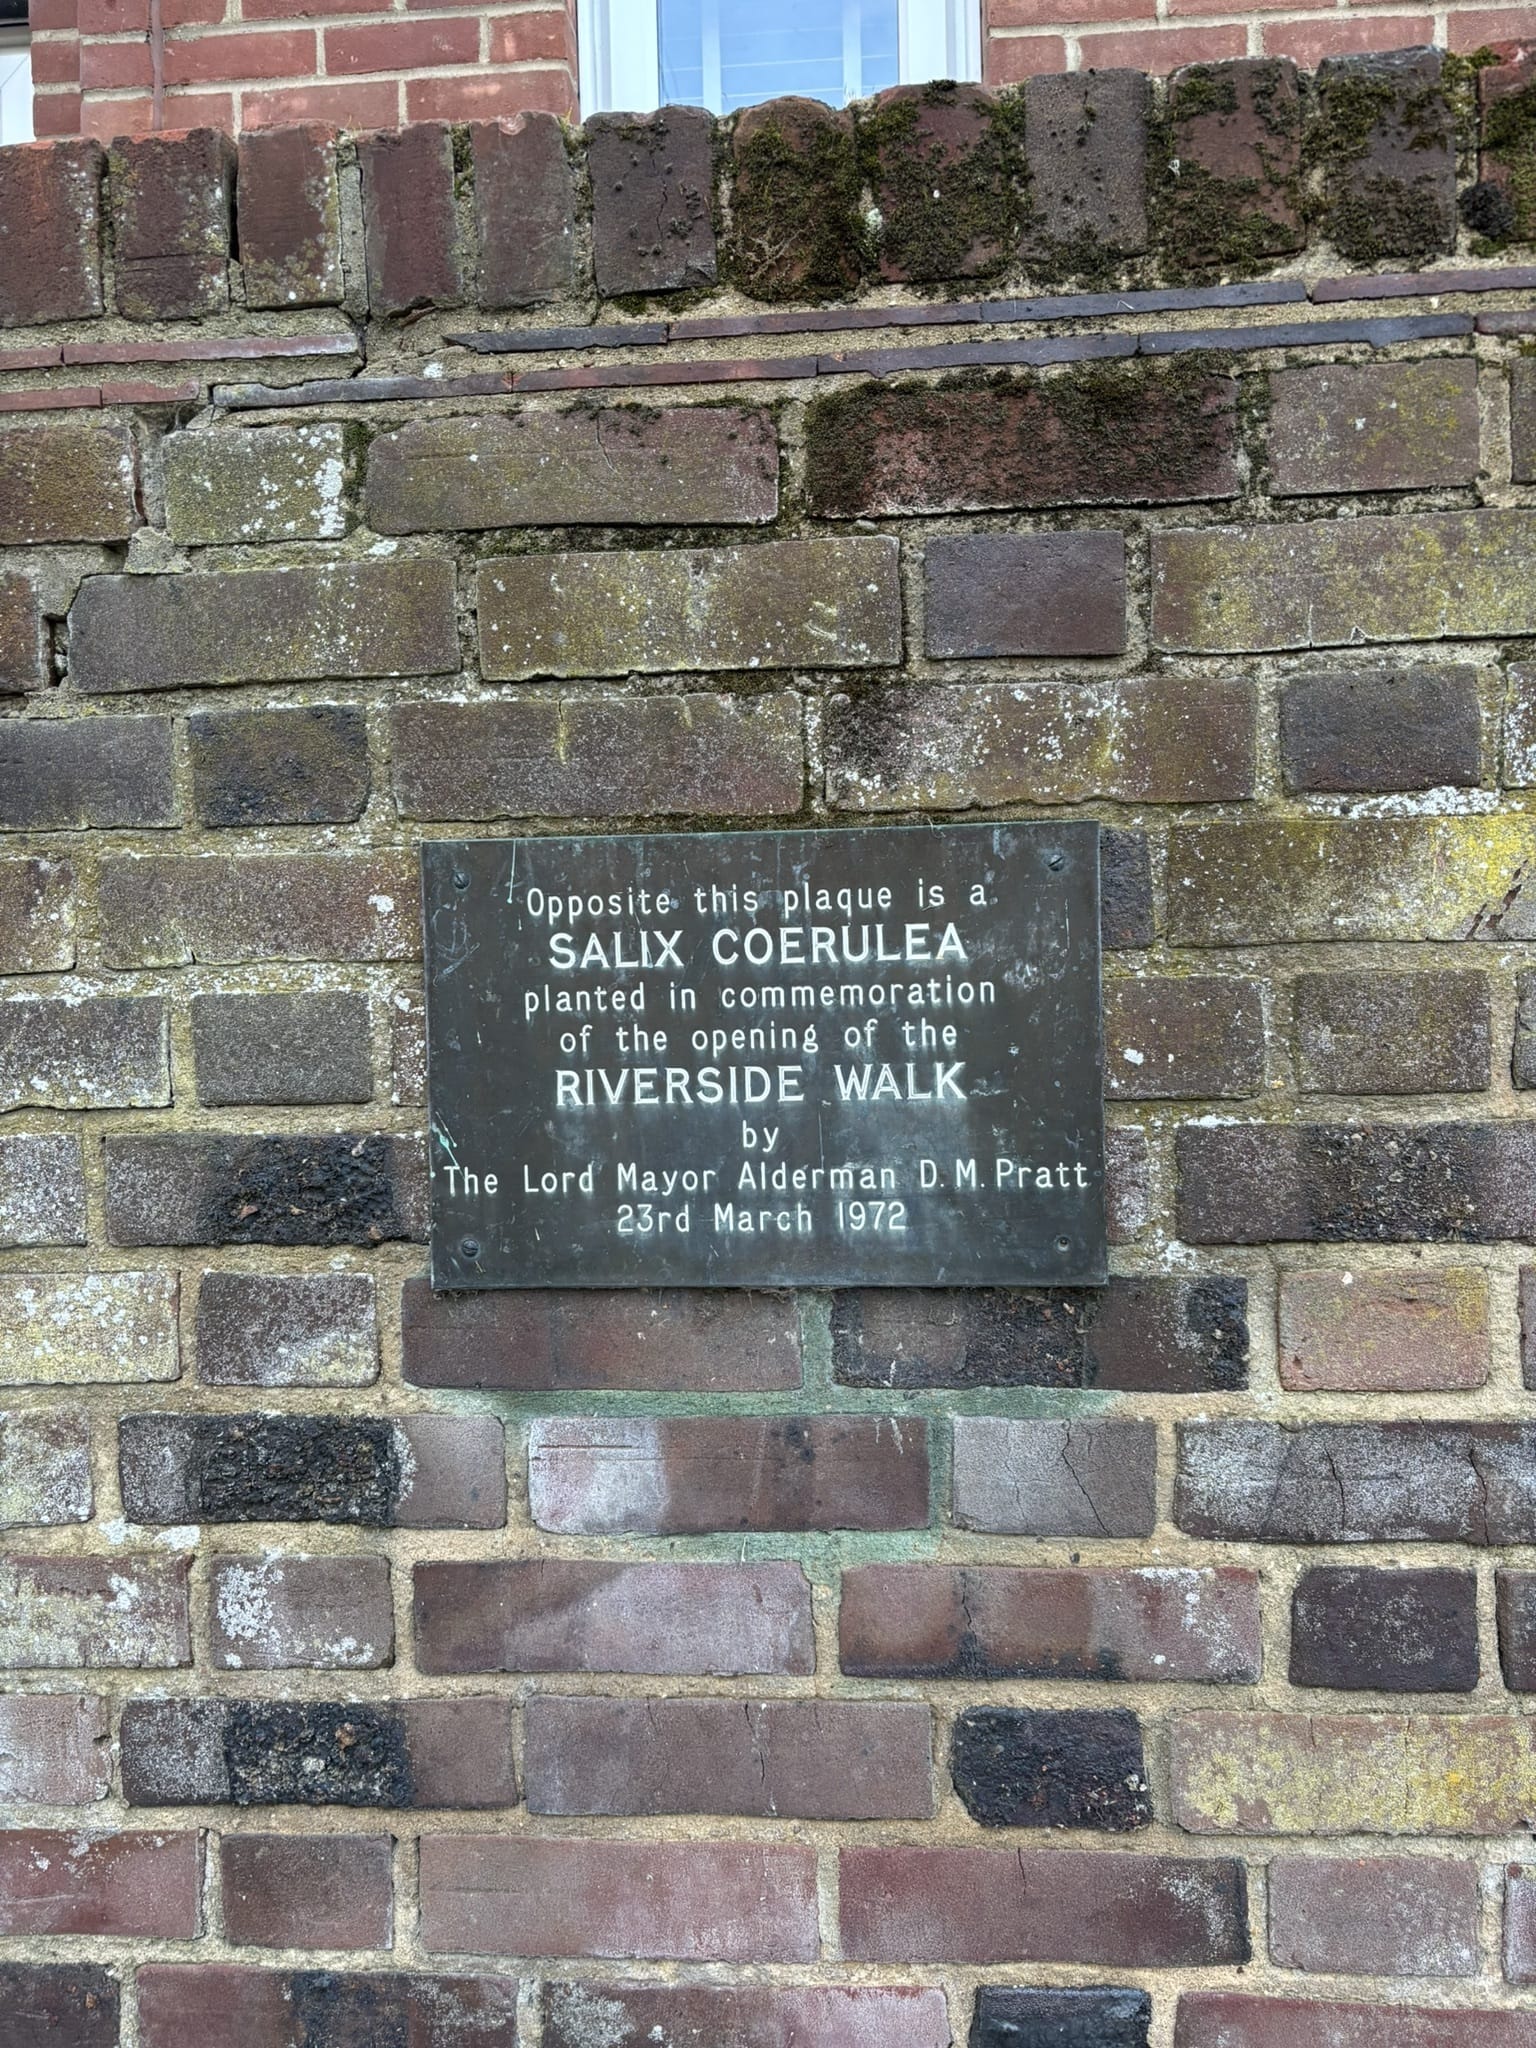 Opposite this plaque is a
SALIX COERULEA
planted in commemoration
of the opening of the
RIVERSIDE WALK
by
The Lord Mayor Alderman D.M.Pratt
23rd March 1972